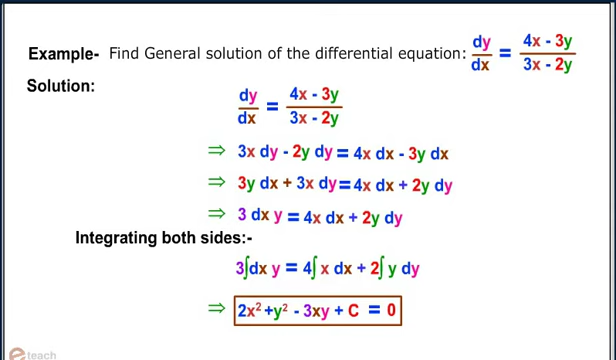 Example- Find General solution of the differential equation: dy/dx = 4x - 3y / 3x - 2y
Solution:
dy/dx = 4x - 3y / 3x - 2y
⇒ 3x dy - 2y dy = 4x dx - 3y dx
⇒ 3y dx + 3x dy = 4x dx + 2y dy
⇒ 3 dx y = 4x dx + 2y dy
Integrating both sides:-
3∫dx y = 4∫ x dx + 2∫ y dy
⇒ 2x² +y² - 3xy + C = 0
e teach